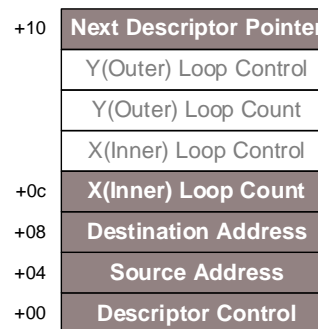 +10 Next Descriptor Pointer
Y(Outer) Loop Control
Y(Outer) Loop Count
X(Inner) Loop Control
+0c X(Inner) Loop Count
+08 Destination Address
+04 Source Address
+00 Descriptor Control